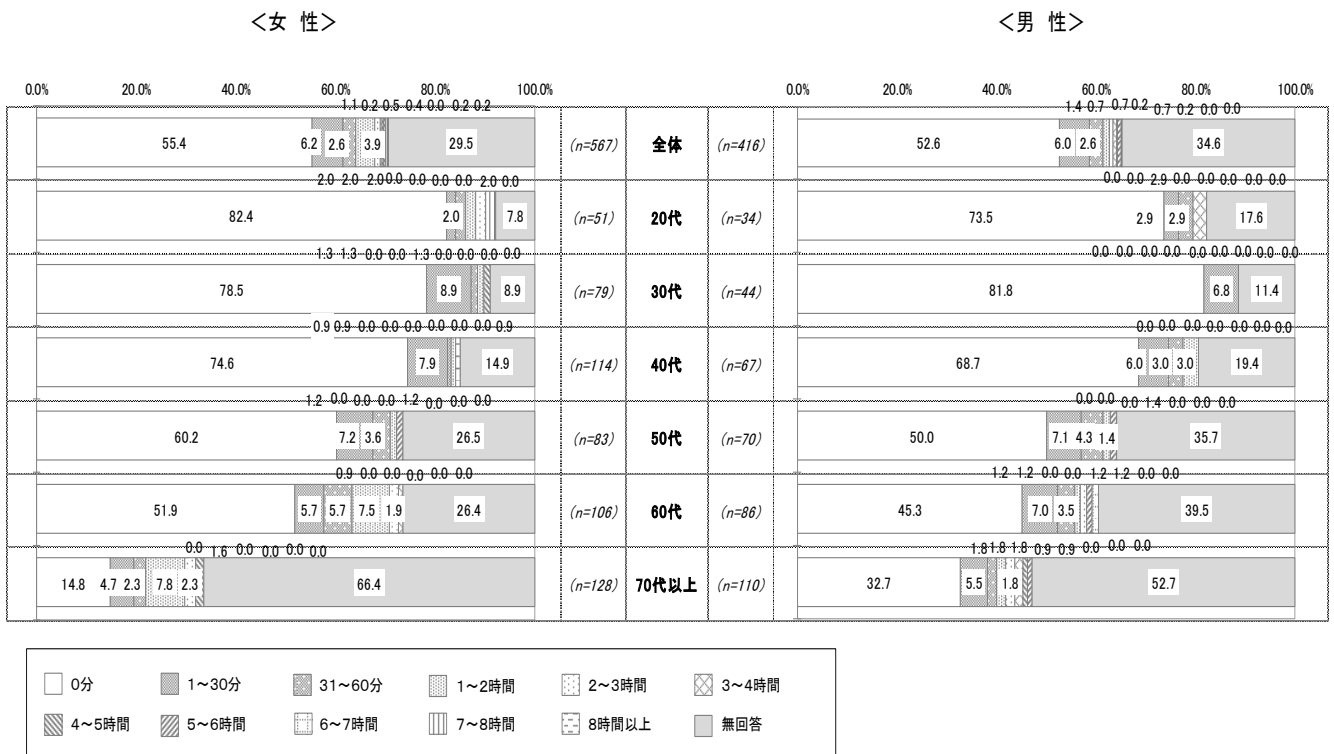 ＜女 性＞ ＜男 性＞
0.0% 20.0% 40.0% 60.0% 80.0% 100.0% 0.0% 20.0% 40.0% 60.0% 80.0% 100.0%
1.1 0.2 0.5 0.4 0.0 0.2 0.2 1.4 0.7 0.7 0.2 0.7 0.2 0.0 0.0
55.4 6.2 2.6 3.9 29.5 (n=567) 全体 (n=416) 52.6 6.0 2.6 34.6
2.0 2.0 2.0 0.0 0.0 0.0 0.0 2.0 0.0 0.0 0.0 2.9 0.0 0.0 0.0 0.0 0.0 0.0
82.4 2.0 7.8 (n=51) 20代 (n=34) 73.5 2.9 2.9 17.6
1.3 1.3 0.0 0.0 1.3 0.0 0.0 0.0 0.0 0.0 0.0 0.0 0.0 0.0 0.0 0.0 0.0 0.0
78.5 8.9 8.9 (n=79) 30代 (n=44) 81.8 6.8 11.4
0.9 0.9 0.0 0.0 0.0 0.0 0.0 0.0 0.9 0.0 0.0 0.0 0.0 0.0 0.0 0.0
74.6 7.9 14.9 (n=114) 40代 (n=67) 68.7 6.0 3.0 3.0 19.4
1.2 0.0 0.0 0.0 1.2 0.0 0.0 0.0 0.0 0.0 0.0 1.4 0.0 0.0 0.0
60.2 7.2 3.6 26.5 (n=83) 50代 (n=70) 50.0 7.1 4.3 1.4 35.7
0.9 0.0 0.0 0.0 0.0 0.0 1.2 1.2 0.0 0.0 1.2 1.2 0.0 0.0
51.9 5.7 5.7 7.5 1.9 26.4 (n=106) 60代 (n=86) 45.3 7.0 3.5 39.5
0.0 1.6 0.0 0.0 0.0 0.0 1.8 1.8 1.8 0.9 0.9 0.0 0.0 0.0
14.8 4.7 2.3 7.8 2.3 66.4 (n=128) 70代以上 (n=110) 32.7 5.5 1.8 52.7
0分 1～30分 31～60分 1～2時間 2～3時間 3～4時間
4～5時間 5～6時間 6～7時間 7～8時間 8時間以上 無回答